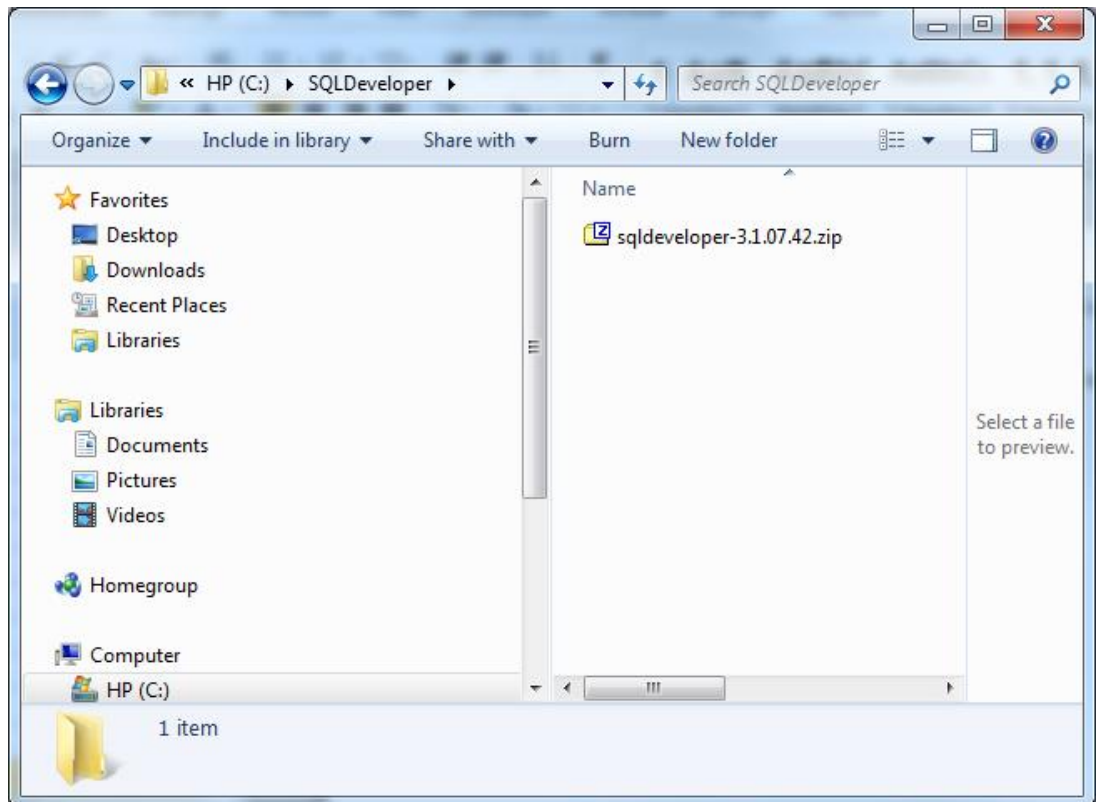 « HP (C:) ▸ SQLDeveloper ▸
Search SQLDeveloper
Organize Include in library Share with Burn New folder
Favorites
Desktop
Downloads
Recent Places
Libraries
Libraries
Documents
Pictures
Videos
Homegroup
Computer
HP (C:)
Name
sqldeveloper-3.1.07.42.zip
Select a file
to preview.
1 item